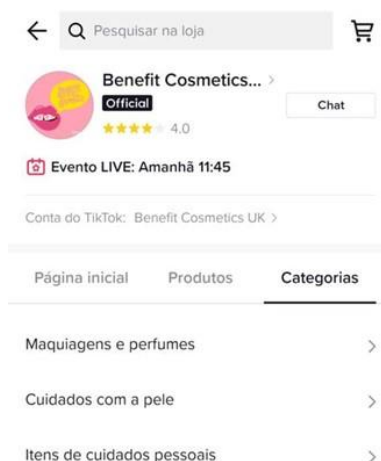 Pesquisar na loja
Benefit Cosmetics...
Official
Chat
4.0
Evento LIVE: Amanhã 11:45
Conta do TikTok: Benefit Cosmetics UK
Página inicial Produtos Categorias
Maquiagens e perfumes
Cuidados com a pele
Itens de cuidados pessoais